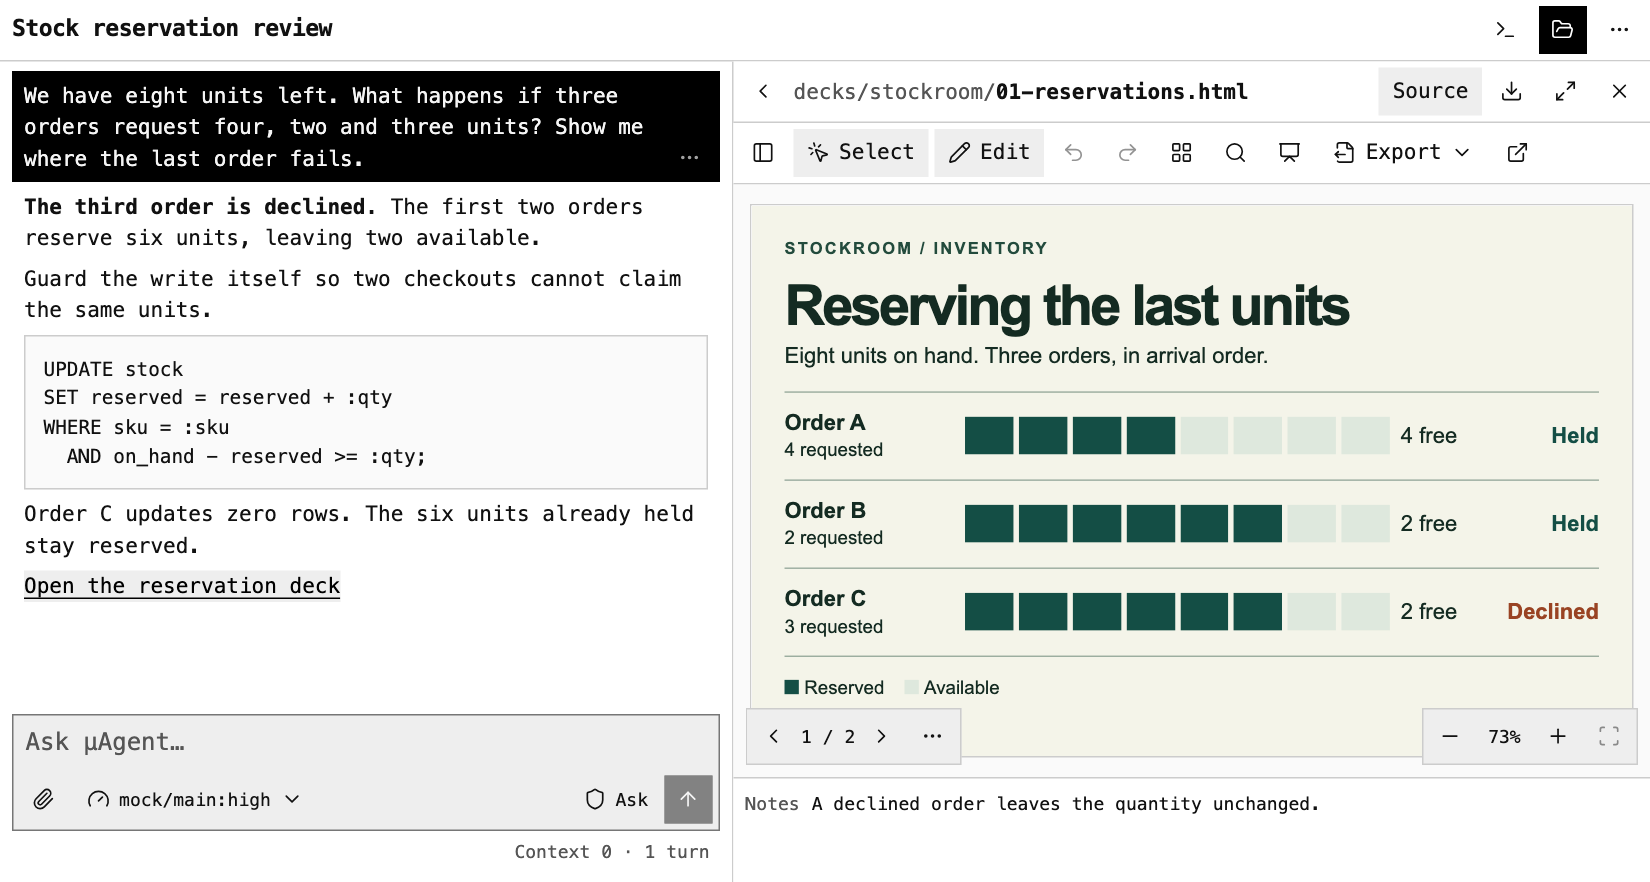 Stock reservation review
We have eight units left. What happens if three
orders request four, two and three units? Show me
where the last order fails.
The third order is declined. The first two orders
reserve six units, leaving two available.
Guard the write itself so two checkouts cannot claim
the same units.
UPDATE stock
SET reserved = reserved + :qty
WHERE sku = :sku
AND on_hand − reserved >= :qty;
Order C updates zero rows. The six units already held
stay reserved.
Open the reservation deck
Ask µAgent…
mock/main:high
Ask
Context 0 · 1 turn
decks/stockroom/01−reservations.html
Source
Select
Edit
Export
STOCKROOM / INVENTORY
Reserving the last units
Eight units on hand. Three orders, in arrival order.
Order A
4 requested
4 free
Held
Order B
2 requested
2 free
Held
Order C
3 requested
2 free
Declined
Reserved
Available
1 / 2
73%
Notes A declined order leaves the quantity unchanged.